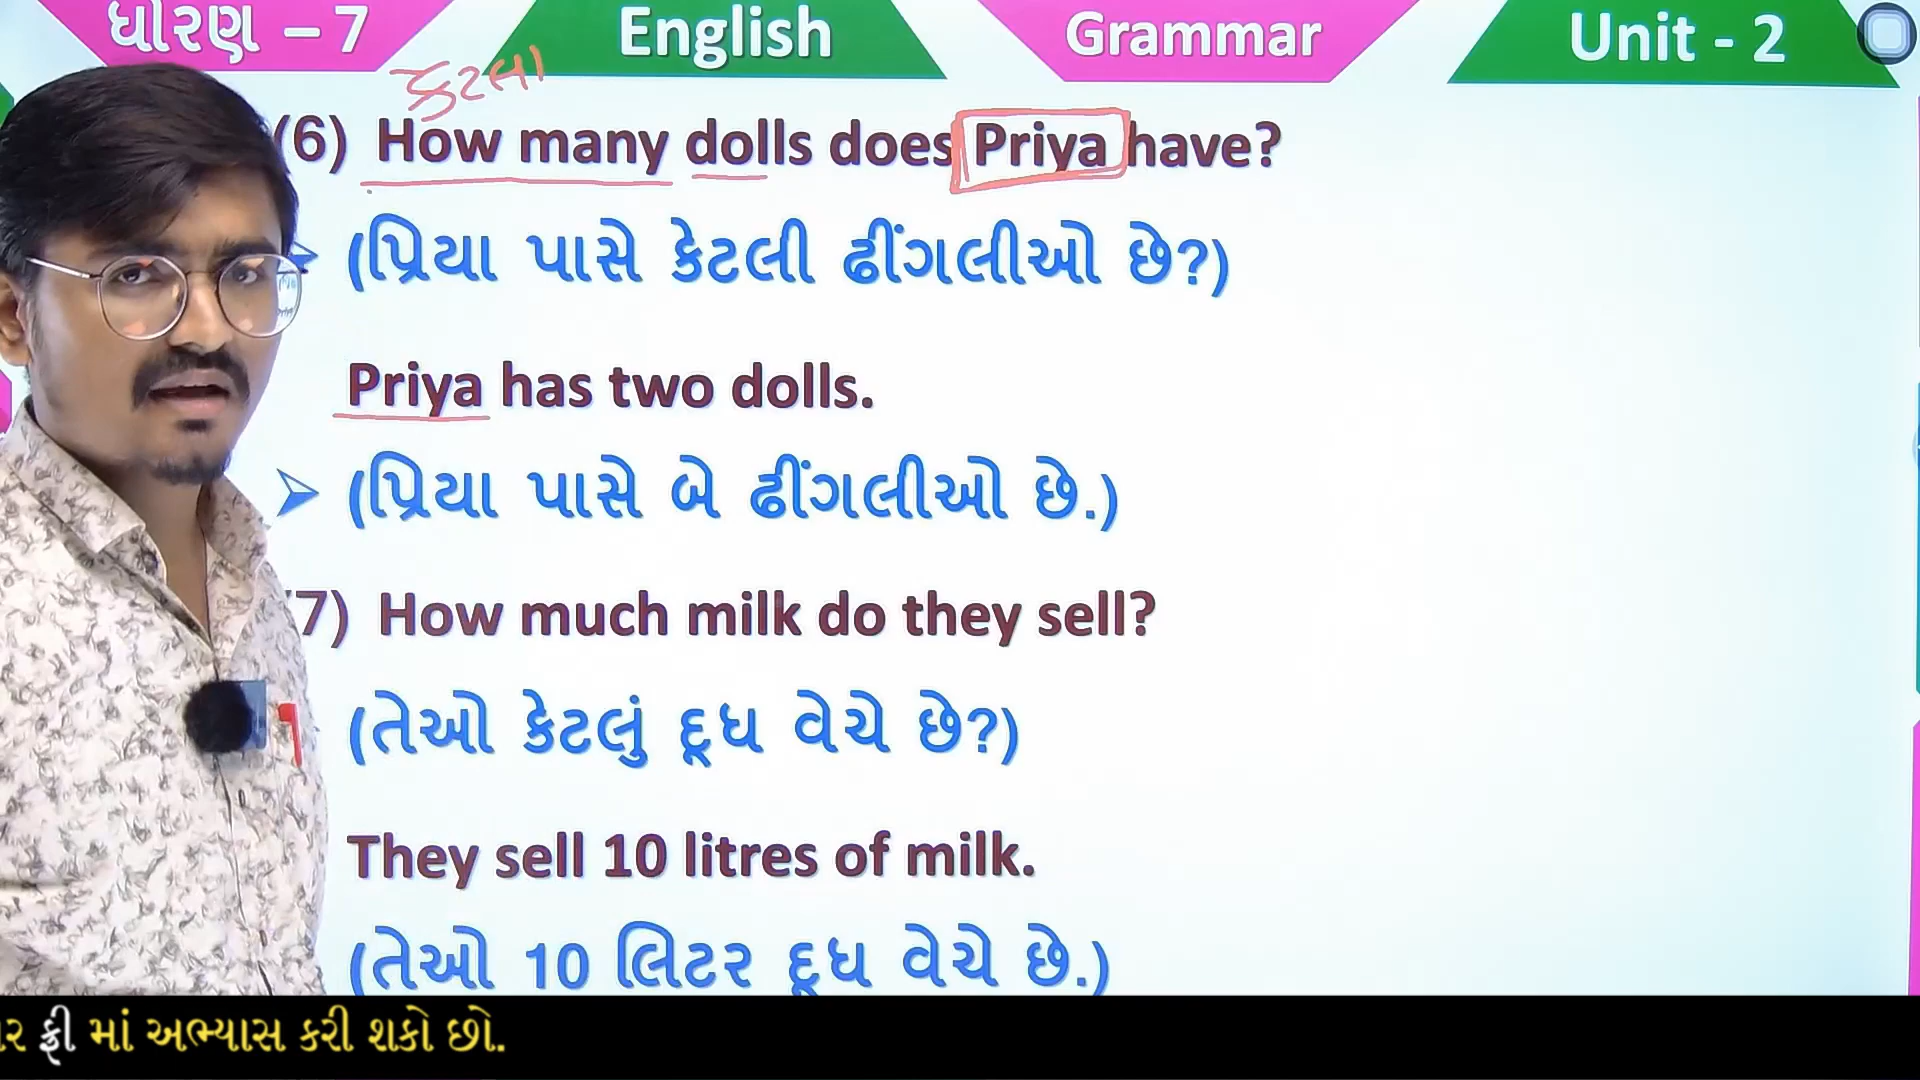 ધોરણ – 7 English Grammar Unit - 2
કેટલા
(6) How many dolls does Priya have?
(પ્રિયા પાસે કેટલી ઢીંગલીઓ છે?)
Priya has two dolls.
➢ (પ્રિયા પાસે બે ઢીંગલીઓ છે.)
7) How much milk do they sell?
(તેઓ કેટલું દૂધ વેચે છે?)
They sell 10 litres of milk.
(તેઓ 10 લિટર દૂધ વેચે છે.)
ફ્રી માં અભ્યાસ કરી શકો છો.